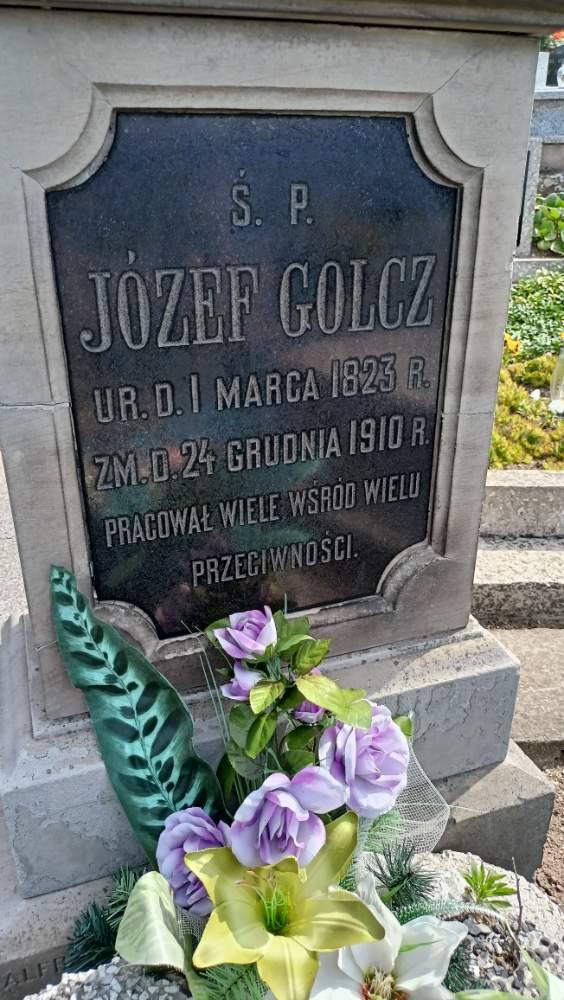 Ś. P.
JÓZEF GOLCZ
UR. D. 1 MARCA 1823 R.
ZM. D. 24 GRUDNIA 1910 R.
PRACOWAŁ WIELE WŚRÓD WIELU
PRZECIWNOŚCI.